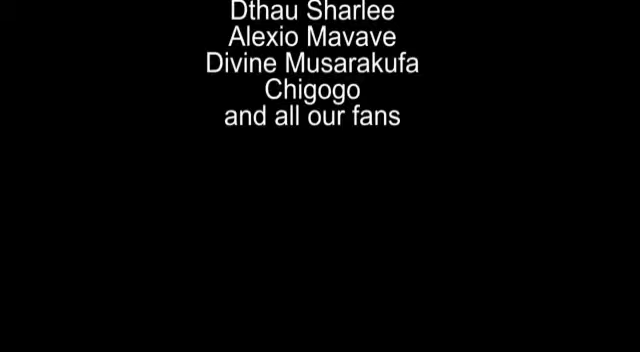 Dthau Sharlee
Alexio Mavave
Divine Musarakufa
Chigogo
and all our fans